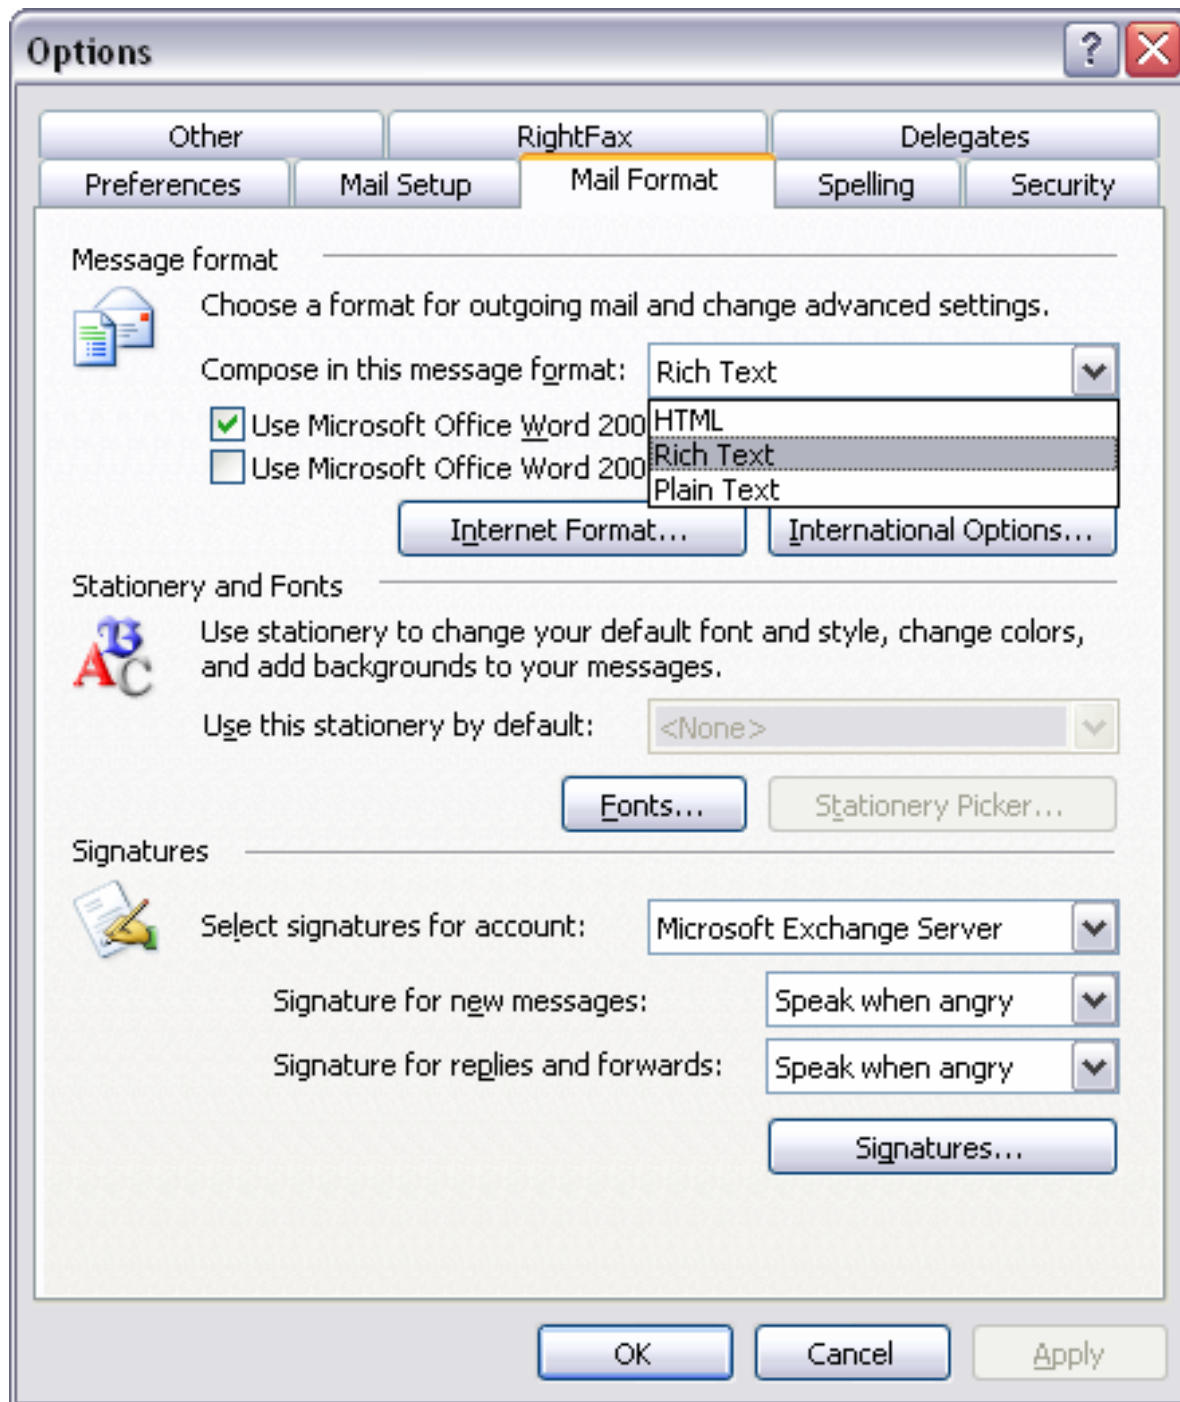 Options
Other RightFax Delegates
Preferences Mail Setup Mail Format Spelling Security
Message format
Choose a format for outgoing mail and change advanced settings.
Compose in this message format: Rich Text
Use Microsoft Office Word 200
HTML
Use Microsoft Office Word 200
Rich Text
Plain Text
Internet Format... International Options...
Stationery and Fonts
Use stationery to change your default font and style, change colors,
and add backgrounds to your messages.
Use this stationery by default: <None>
Fonts... Stationery Picker...
Signatures
Select signatures for account: Microsoft Exchange Server
Signature for new messages: Speak when angry
Signature for replies and forwards: Speak when angry
Signatures...
OK Cancel Apply